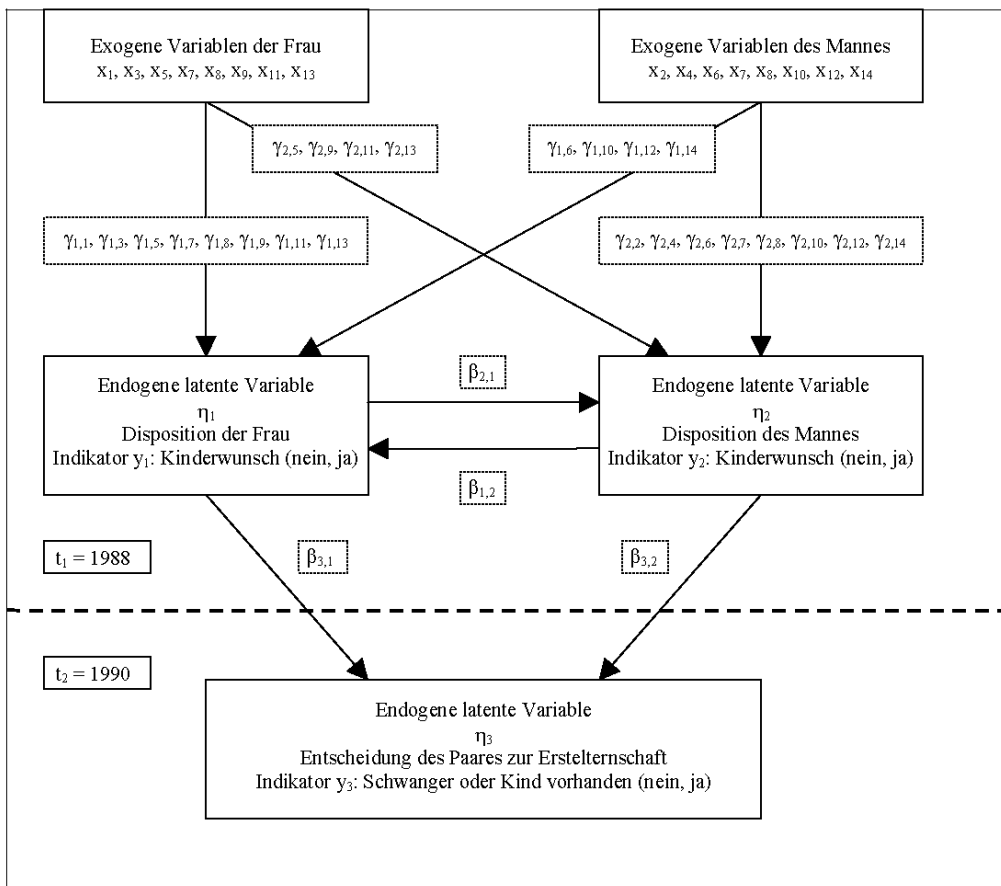 Exogene Variablen der Frau
x₁, x₃, x₅, x₇, x₈, x₉, x₁₁, x₁₃
Exogene Variablen des Mannes
x₂, x₄, x₆, x₇, x₈, x₁₀, x₁₂, x₁₄
γ₂,₅, γ₂,₉, γ₂,₁₁, γ₂,₁₃
γ₁,₆, γ₁,₁₀, γ₁,₁₂, γ₁,₁₄
γ₁,₁, γ₁,₃, γ₁,₅, γ₁,₇, γ₁,₈, γ₁,₉, γ₁,₁₁, γ₁,₁₃
γ₂,₂, γ₂,₄, γ₂,₆, γ₂,₇, γ₂,₈, γ₂,₁₀, γ₂,₁₂, γ₂,₁₄
Endogene latente Variable
η₁
Disposition der Frau
Indikator y₁: Kinderwunsch (nein, ja)
β₂,₁
β₁,₂
Endogene latente Variable
η₂
Disposition des Mannes
Indikator y₂: Kinderwunsch (nein, ja)
t₁ = 1988
β₃,₁
β₃,₂
t₂ = 1990
Endogene latente Variable
η₃
Entscheidung des Paares zur Erstelternschaft
Indikator y₃: Schwanger oder Kind vorhanden (nein, ja)